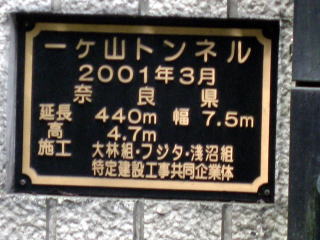 一ヶ山トンネル
2001年3月
奈良県
延長 440m 幅 7.5m
高 4.7m
施工 大林組・フジタ・浅沼組
特定建設工事共同企業体